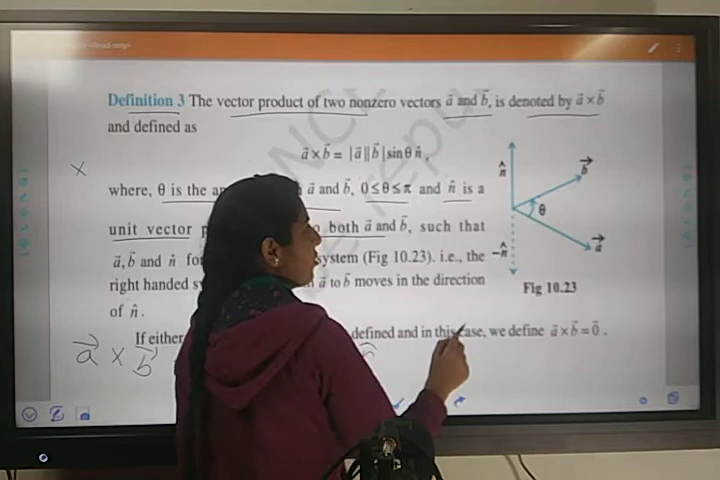 Definition 3 The vector product of two nonzero vectors a⃗ and b⃗, is denoted by a⃗ × b⃗
and defined as
a⃗ × b⃗ = |a⃗||b⃗| sin θ n̂,
×
where, θ is the a⃗ and b⃗, 0 ≤ θ ≤ π and n̂ is a
unit vector both a⃗ and b⃗, such that
a⃗, b⃗ and n̂ system (Fig 10.23). i.e., the
right handed a⃗ to b⃗ moves in the direction
of n̂.
n̂
b⃗
θ
a⃗
−n̂
Fig 10.23
If either defined and in this case, we define a⃗ × b⃗ = 0⃗.
a⃗ × b⃗